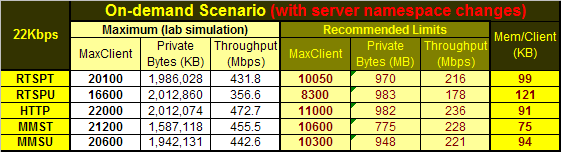 22Kbps On-demand Scenario (with server namespace changes)
Maximum (lab simulation) Recommended Limits Mem/Client (KB)
MaxClient Private Bytes (KB) Throughput (Mbps) MaxClient Private Bytes (MB) Throughput (Mbps)
RTSPT 20100 1,986,028 431.8 10050 970 216 99
RTSPU 16600 2,012,860 356.6 8300 983 178 121
HTTP 22000 2,012,074 472.7 11000 982 236 91
MMST 21200 1,587,118 455.5 10600 775 228 75
MMSU 20600 1,942,131 442.6 10300 948 221 94